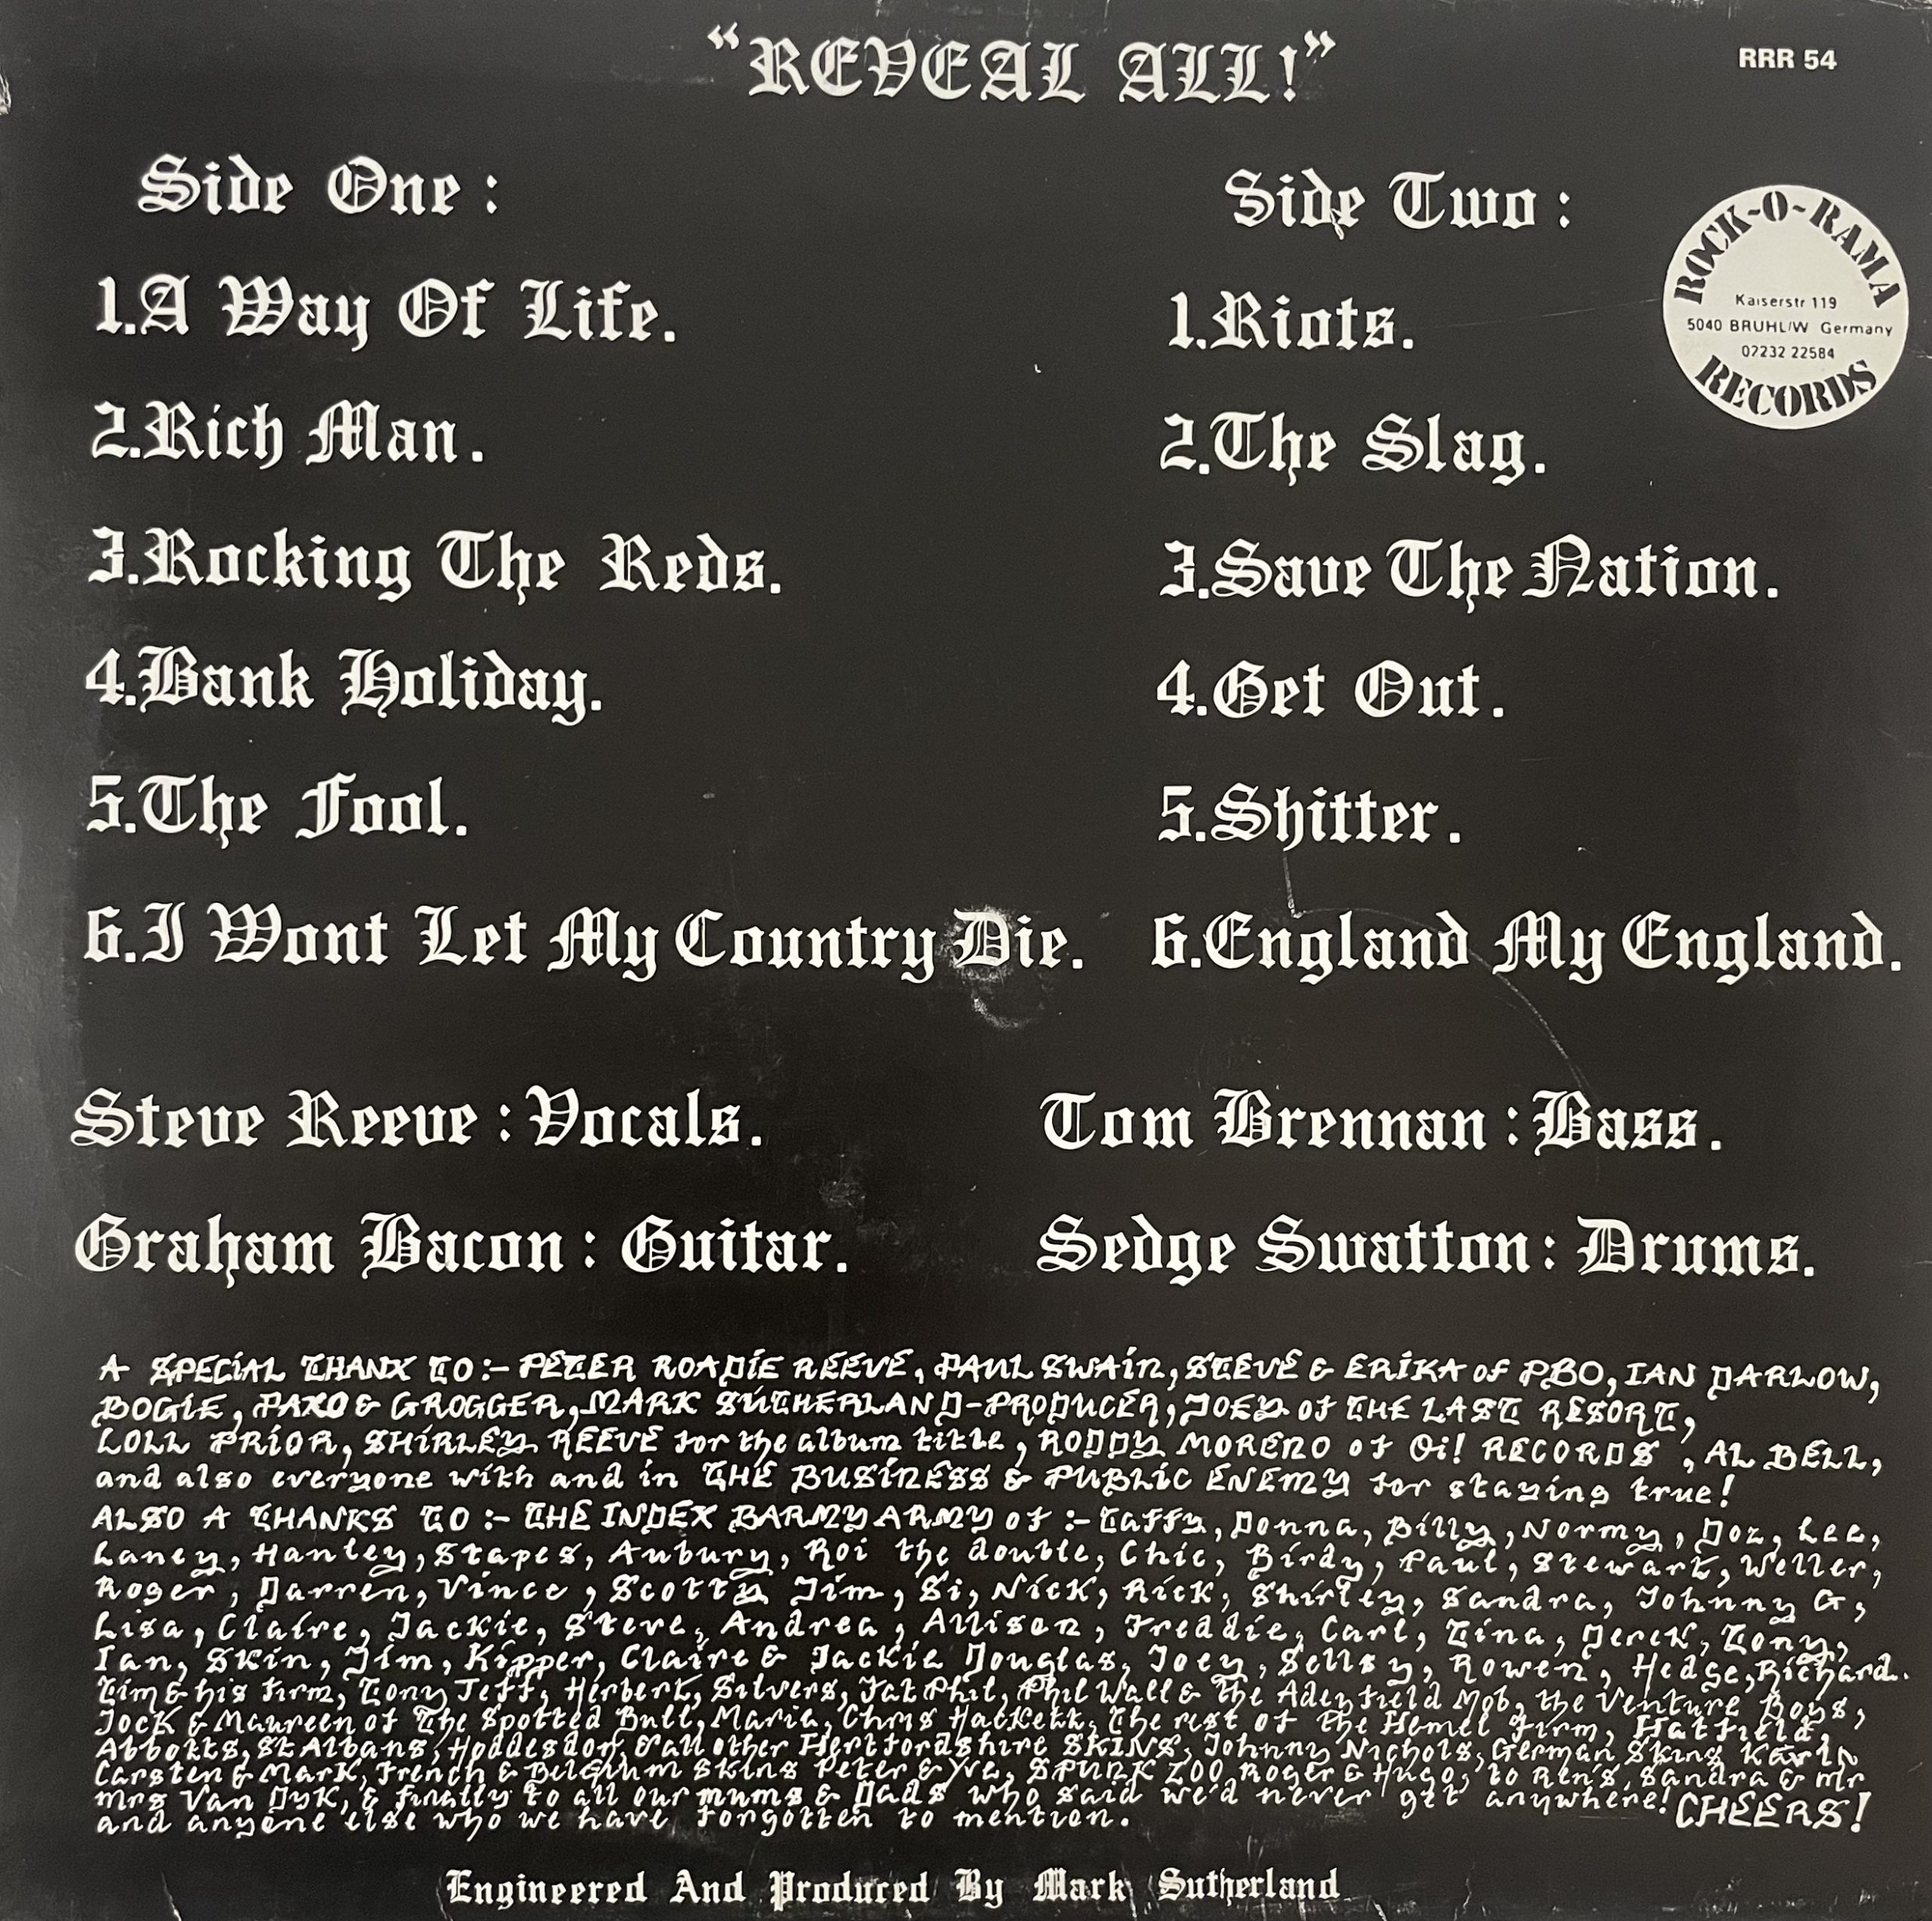 “REVEAL ALL!”
RRR 54
Side One :
1.A Way Of Life.
2.Rich Man.
3.Rocking The Reds.
4.Bank Holiday.
5.The Fool.
6.I Wont Let My Country Die.
Side Two :
1.Riots.
2.The Slag.
3.Save The Nation.
4.Get Out.
5.Shitter.
6.England My England.
ROCK-O-RAMA
Kaiserstr 119
5040 BRUHL/W Germany
02232 22584
RECORDS
Steve Reeve : Vocals.
Tom Brennan : Bass.
Graham Bacon : Guitar.
Sedge Swatton : Drums.
A SPECIAL THANX TO :- PETER ROADIE REEVE, PAUL SWAIN, STEVE & ERIKA of PBO, IAN DARLOW,
BOGIE, PAXO & GROGGER, MARK SUTHERLAND-PRODUCER, JOEY of THE LAST RESORT,
LOLL PRIOR, SHIRLEY REEVE for the album title, RODDY MORENO of Oi! RECORDS, AL BELL,
and also everyone with and in THE BUSINESS & PUBLIC ENEMY for staying true!
ALSO A THANKS TO :- THE INDEX BARMY ARMY of :- Taffy, Donna, Billy, Normy, Doz, Lee,
Laney, Hanley, Stapes, Aubury, Roi the double, Chic, Birdy, Paul, Stewart, Weller,
Roger, Darren, Vince, Scotty, Jim, Si, Nick, Rick, Shirley, Sandra, Johnny G,
Lisa, Claire, Jackie, Steve, Andrea, Allison, Freddie, Carl, Tina, Derek, Tony,
Ian, Skin, Jim, Kipper, Claire & Jackie Douglas, Joey, Sellsy, Rowen, Hedge, Richard.
Tim & his firm, Tony, Jeff, Herbert, Silvers, Fat Phil, Phil Wall & the Adeyfield Mob, the Venture Boys,
Jock & Maureen of The Spotted Bull, Maria, Chris Hackett, the rest of the Hemel Firm, Hatfield,
Abbotts, St Albans, Hoddesdon, & all other Hertfordshire SKINS, Johnny Nichols, German Skins Karin
Carsten & Mark, French & Belgium Skins Peter & Yve, SPUNK ZOO, Roger & Hugo, to Ren's, Sandra & Mr
Mrs Van Dyk, & finally to all our mums & Dads who said we'd never get anywhere! CHEERS!
and anyone else who we have forgotten to mention.
Engineered And Produced By Mark Sutherland